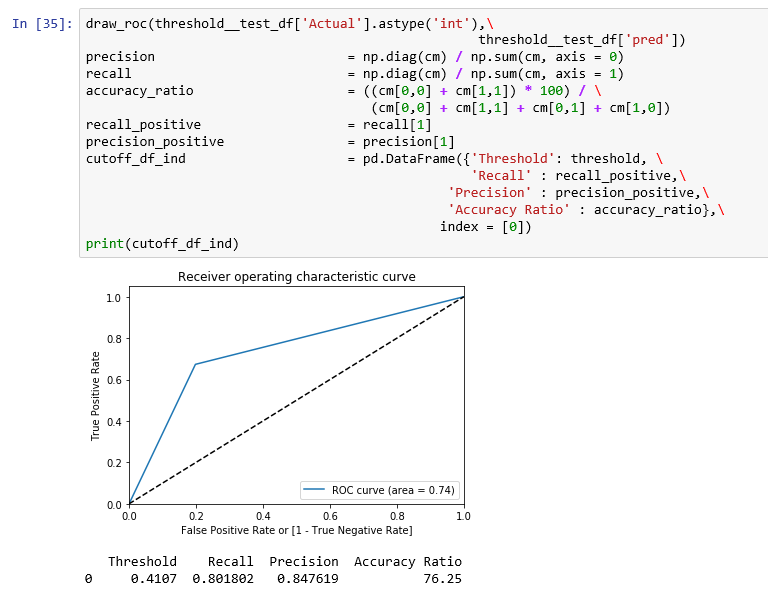 In [35]: draw_roc(threshold__test_df['Actual'].astype('int'),\
threshold__test_df['pred'])
precision = np.diag(cm) / np.sum(cm, axis = 0)
recall = np.diag(cm) / np.sum(cm, axis = 1)
accuracy_ratio = ((cm[0,0] + cm[1,1]) * 100) / \
(cm[0,0] + cm[1,1] + cm[0,1] + cm[1,0])
recall_positive = recall[1]
precision_positive = precision[1]
cutoff_df_ind = pd.DataFrame({'Threshold': threshold, \
'Recall' : recall_positive,\
'Precision' : precision_positive,\
'Accuracy Ratio' : accuracy_ratio},\
index = [0])
print(cutoff_df_ind)
Receiver operating characteristic curve
1.0
0.8
0.6
0.4
0.2
0.0
True Positive Rate
ROC curve (area = 0.74)
0.0 0.2 0.4 0.6 0.8 1.0
False Positive Rate or [1 - True Negative Rate]
Threshold Recall Precision Accuracy Ratio
0 0.4107 0.801802 0.847619 76.25